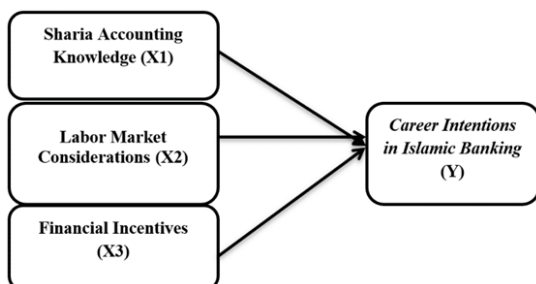 Sharia Accounting
Knowledge (X1)
Labor Market
Considerations (X2)
Financial Incentives
(X3)
Career Intentions
in Islamic Banking
(Y)